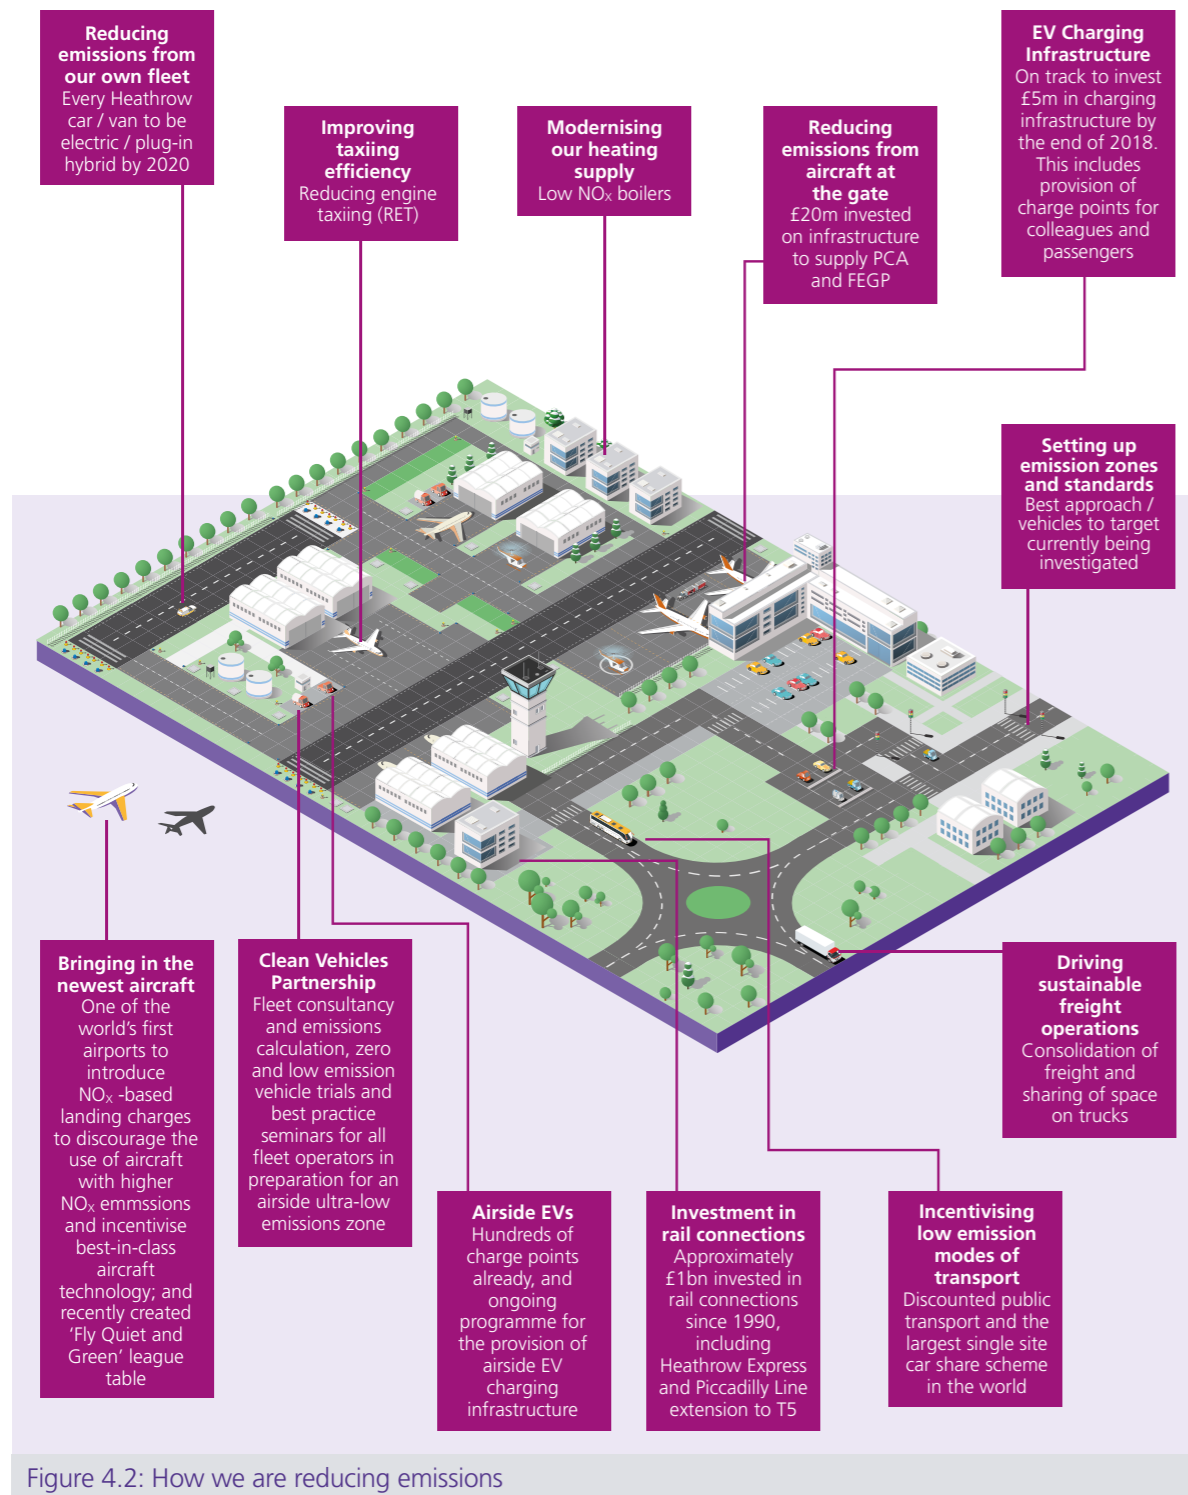 Reducing
emissions from
our own fleet
Every Heathrow
car / van to be
electric / plug-in
hybrid by 2020
Improving
taxiing
efficiency
Reducing engine
taxiing (RET)
Modernising
our heating
supply
Low NOx boilers
Reducing
emissions from
aircraft at
the gate
£20m invested
on infrastructure
to supply PCA
and FEGP
EV Charging
Infrastructure
On track to invest
£5m in charging
infrastructure by
the end of 2018.
This includes
provision of
charge points for
colleagues and
passengers
Setting up
emission zones
and standards
Best approach /
vehicles to target
currently being
investigated
Bringing in the
newest aircraft
One of the
world’s first
airports to
introduce
NOx -based
landing charges
to discourage the
use of aircraft
with higher
NOx emmssions
and incentivise
best-in-class
aircraft
technology; and
recently created
‘Fly Quiet and
Green’ league
table
Clean Vehicles
Partnership
Fleet consultancy
and emissions
calculation, zero
and low emission
vehicle trials and
best practice
seminars for all
fleet operators in
preparation for an
airside ultra-low
emissions zone
Airside EVs
Hundreds of
charge points
already, and
ongoing
programme for
the provision of
airside EV
charging
infrastructure
Investment in
rail connections
Approximately
£1bn invested in
rail connections
since 1990,
including
Heathrow Express
and Piccadilly Line
extension to T5
Incentivising
low emission
modes of
transport
Discounted public
transport and the
largest single site
car share scheme
in the world
Driving
sustainable
freight
operations
Consolidation of
freight and
sharing of space
on trucks
Figure 4.2: How we are reducing emissions